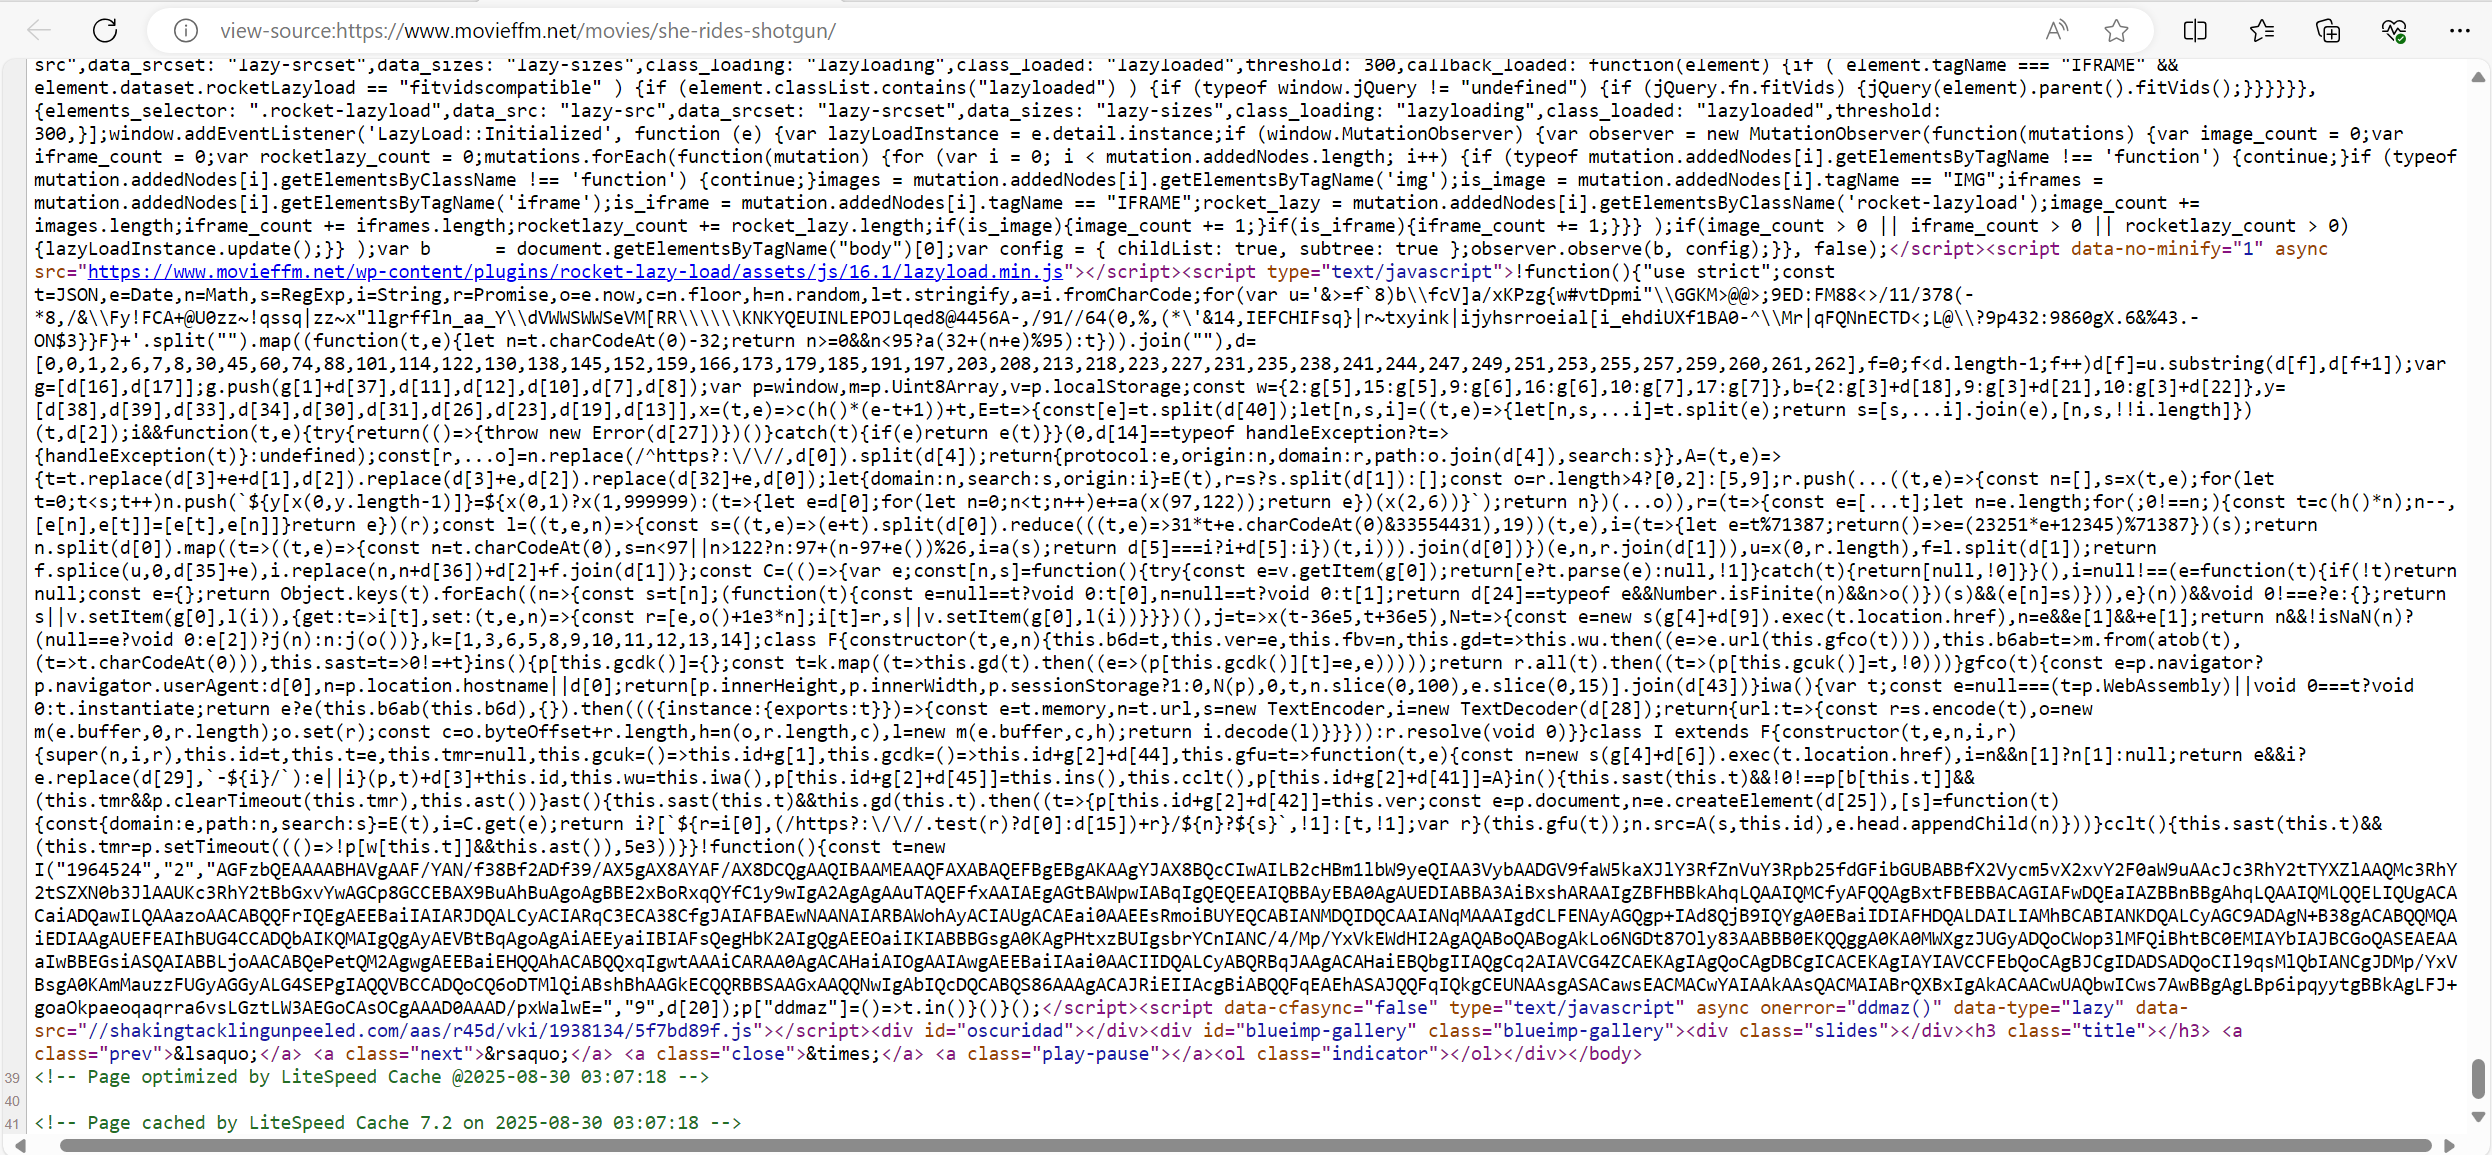 view-source:https://www.movieffm.net/movies/she-rides-shotgun/
src",data_srcset: "lazy-srcset",data_sizes: "lazy-sizes",class_loading: "lazyloading",class_loaded: "lazyloaded",threshold: 300,callback_loaded: function(element) {if ( element.tagName === "IFRAME" &&
element.dataset.rocketLazyload == "fitvidscompatible" ) {if (element.classList.contains("lazyloaded") ) {if (typeof window.jQuery != "undefined") {if (jQuery.fn.fitVids) {jQuery(element).parent().fitVids();}}}}}},
{elements_selector: ".rocket-lazyload",data_src: "lazy-src",data_srcset: "lazy-srcset",data_sizes: "lazy-sizes",class_loading: "lazyloading",class_loaded: "lazyloaded",threshold:
300,}];window.addEventListener('LazyLoad::Initialized', function (e) {var lazyLoadInstance = e.detail.instance;if (window.MutationObserver) {var observer = new MutationObserver(function(mutations) {var image_count = 0;var
iframe_count = 0;var rocketlazy_count = 0;mutations.forEach(function(mutation) {for (var i = 0; i < mutation.addedNodes.length; i++) {if (typeof mutation.addedNodes[i].getElementsByTagName !== 'function') {continue;}if (typeof
mutation.addedNodes[i].getElementsByClassName !== 'function') {continue;}images = mutation.addedNodes[i].getElementsByTagName('img');is_image = mutation.addedNodes[i].tagName == "IMG";iframes =
mutation.addedNodes[i].getElementsByTagName('iframe');is_iframe = mutation.addedNodes[i].tagName == "IFRAME";rocket_lazy = mutation.addedNodes[i].getElementsByClassName('rocket-lazyload');image_count +=
images.length;iframe_count += iframes.length;rocketlazy_count += rocket_lazy.length;if(is_image){image_count += 1;}if(is_iframe){iframe_count += 1;}}} );if(image_count > 0 || iframe_count > 0 || rocketlazy_count > 0)
{lazyLoadInstance.update();}} );var b      = document.getElementsByTagName("body")[0];var config = { childList: true, subtree: true };observer.observe(b, config);}}, false);</script><script data-no-minify="1" async
src="https://www.movieffm.net/wp-content/plugins/rocket-lazy-load/assets/js/16.1/lazyload.min.js"></script><script type="text/javascript">!function(){"use strict";const
t=JSON,e=Date,n=Math,s=RegExp,i=String,r=Promise,o=e.now,c=n.floor,h=n.random,l=t.stringify,a=i.fromCharCode;for(var u='&>=f`8)b\\fcV]a/xKPzg{w#vtDpmi"\\GGKM>@@>;9ED:FM88<>/11/378(-
*8,/&\\Fy!FCA+@U0zz~!qssq|zz~x"llgrffln_aa_Y\\dVWWSWWSeVM[RR\\\\\\KNKYQEUINLEPOJLqed8@4456A-,/91//64(0,%,(*\'&14,IEFCHIFsq}|r~txyink|ijyhsrroeial[i_ehdiUXf1BA0-^\\Mr|qFQNnECTD<;L@\\?9p432:9860gX.6&%43.-
ON$3}}F}+'.split("").map((function(t,e){let n=t.charCodeAt(0)-32;return n>=0&&n<95?a(32+(n+e)%95):t})).join(""),d=
[0,0,1,2,6,7,8,30,45,60,74,88,101,114,122,130,138,145,152,159,166,173,179,185,191,197,203,208,213,218,223,227,231,235,238,241,244,247,249,251,253,255,257,259,260,261,262],f=0;f<d.length-1;f++)d[f]=u.substring(d[f],d[f+1]);var
g=[d[16],d[17]];g.push(g[1]+d[37],d[11],d[12],d[10],d[7],d[8]);var p=window,m=p.Uint8Array,v=p.localStorage;const w={2:g[5],15:g[5],9:g[6],16:g[6],10:g[7],17:g[7]},b={2:g[3]+d[18],9:g[3]+d[21],10:g[3]+d[22]},y=
[d[38],d[39],d[33],d[34],d[30],d[31],d[26],d[23],d[19],d[13]],x=(t,e)=>c(h()*(e-t+1))+t,E=t=>{const[e]=t.split(d[40]);let[n,s,i]=((t,e)=>{let[n,s,...i]=t.split(e);return s=[s,...i].join(e),[n,s,!!i.length]})
(t,d[2]);i&&function(t,e){try{return(()=>{throw new Error(d[27])})()}catch(t){if(e)return e(t)}}(0,d[14]==typeof handleException?t=>
{handleException(t)}:undefined);const[r,...o]=n.replace(/^https?:\/\//,d[0]).split(d[4]);return{protocol:e,origin:n,domain:r,path:o.join(d[4]),search:s}},A=(t,e)=>
{t=t.replace(d[3]+e+d[1],d[2]).replace(d[3]+e,d[2]).replace(d[32]+e,d[0]);let{domain:n,search:s,origin:i}=E(t),r=s?s.split(d[1]):[];const o=r.length>4?[0,2]:[5,9];r.push(...((t,e)=>{const n=[],s=x(t,e);for(let
t=0;t<s;t++)n.push(`${y[x(0,y.length-1)]}=${x(0,1)?x(1,999999):(t=>{let e=d[0];for(let n=0;n<t;n++)e+=a(x(97,122));return e})(x(2,6))}`);return n})(...o)),r=(t=>{const e=[...t];let n=e.length;for(;0!==n;){const t=c(h()*n);n--,
[e[n],e[t]]=[e[t],e[n]]}return e})(r);const l=((t,e,n)=>{const s=((t,e)=>(e+t).split(d[0]).reduce(((t,e)=>31*t+e.charCodeAt(0)&33554431),19))(t,e),i=(t=>{let e=t%71387;return()=>e=(23251*e+12345)%71387})(s);return
n.split(d[0]).map((t=>((t,e)=>{const n=t.charCodeAt(0),s=n<97||n>122?n:97+(n-97+e())%26,i=a(s);return d[5]===i?i+d[5]:i})(t,i))).join(d[0])})(e,n,r.join(d[1])),u=x(0,r.length),f=l.split(d[1]);return
f.splice(u,0,d[35]+e),i.replace(n,n+d[36])+d[2]+f.join(d[1])};const C=(()=>{var e;const[n,s]=function(){try{const e=v.getItem(g[0]);return[e?t.parse(e):null,!1]}catch(t){return[null,!0]}}(),i=null!==(e=function(t){if(!t)return
null;const e={};return Object.keys(t).forEach((n=>{const s=t[n];(function(t){const e=null==t?void 0:t[0],n=null==t?void 0:t[1];return d[24]==typeof e&&Number.isFinite(n)&&n>o()})(s)&&(e[n]=s)})),e}(n))&&void 0!==e?e:{};return
s||v.setItem(g[0],l(i)),{get:t=>i[t],set:(t,e,n)=>{const r=[e,o()+1e3*n];i[t]=r,s||v.setItem(g[0],l(i))}}})(),j=t=>x(t-36e5,t+36e5),N=t=>{const e=new s(g[4]+d[9]).exec(t.location.href),n=e&&e[1]&&+e[1];return n&&!isNaN(n)?
(null==e?void 0:e[2])?j(n):n:j(o())},k=[1,3,6,5,8,9,10,11,12,13,14];class F{constructor(t,e,n){this.b6d=t,this.ver=e,this.fbv=n,this.gd=t=>this.wu.then((e=>e.url(this.gfco(t)))),this.b6ab=t=>m.from(atob(t),
(t=>t.charCodeAt(0))),this.sast=t=>0!=+t}ins(){p[this.gcdk()]={};const t=k.map((t=>this.gd(t).then((e=>(p[this.gcdk()][t]=e,e)))));return r.all(t).then((t=>(p[this.gcuk()]=t,!0)))}gfco(t){const e=p.navigator?
p.navigator.userAgent:d[0],n=p.location.hostname||d[0];return[p.innerHeight,p.innerWidth,p.sessionStorage?1:0,N(p),0,t,n.slice(0,100),e.slice(0,15)].join(d[43])}iwa(){var t;const e=null===(t=p.WebAssembly)||void 0===t?void
0:t.instantiate;return e?e(this.b6ab(this.b6d),{}).then((({instance:{exports:t}})=>{const e=t.memory,n=t.url,s=new TextEncoder,i=new TextDecoder(d[28]);return{url:t=>{const r=s.encode(t),o=new
m(e.buffer,0,r.length);o.set(r);const c=o.byteOffset+r.length,h=n(o,r.length,c),l=new m(e.buffer,c,h);return i.decode(l)}}})):r.resolve(void 0)}}class I extends F{constructor(t,e,n,i,r)
{super(n,i,r),this.id=t,this.t=e,this.tmr=null,this.gcuk=()=>this.id+g[1],this.gcdk=()=>this.id+g[2]+d[44],this.gfu=t=>function(t,e){const n=new s(g[4]+d[6]).exec(t.location.href),i=n&&n[1]?n[1]:null;return e&&i?
e.replace(d[29],`-${i}/`):e||i}(p,t)+d[3]+this.id,this.wu=this.iwa(),p[this.id+g[2]+d[45]]=this.ins(),this.cclt(),p[this.id+g[2]+d[41]]=A}in(){this.sast(this.t)&&!0!==p[b[this.t]]&&
(this.tmr&&p.clearTimeout(this.tmr),this.ast())}ast(){this.sast(this.t)&&this.gd(this.t).then((t=>{p[this.id+g[2]+d[42]]=this.ver;const e=p.document,n=e.createElement(d[25]),[s]=function(t)
{const{domain:e,path:n,search:s}=E(t),i=C.get(e);return i?[`${r=i[0],(/https?:\/\//.test(r)?d[0]:d[15])+r}/${n}?${s}`,!1]:[t,!1];var r}(this.gfu(t));n.src=A(s,this.id),e.head.appendChild(n)}))}cclt(){this.sast(this.t)&&
(this.tmr=p.setTimeout((()=>!p[w[this.t]]&&this.ast()),5e3))}}!function(){const t=new
I("1964524","2",
"9",d[20]);p["ddmaz"]=()=>t.in()}()}();</script><script data-cfasync="false" type="text/javascript" async onerror="ddmaz()" data-type="lazy" data-
src="//shakingtacklingunpeeled.com/aas/r45d/vki/1938134/5f7bd89f.js"></script><div id="oscuridad"></div><div id="blueimp-gallery" class="blueimp-gallery"><div class="slides"></div><h3 class="title"></h3> <a
class="prev">&lsaquo;</a> <a class="next">&rsaquo;</a> <a class="close">&times;</a> <a class="play-pause"></a><ol class="indicator"></ol></div></body>
39 <!-- Page optimized by LiteSpeed Cache @2025-08-30 03:07:18 -->
40
41 <!-- Page cached by LiteSpeed Cache 7.2 on 2025-08-30 03:07:18 -->